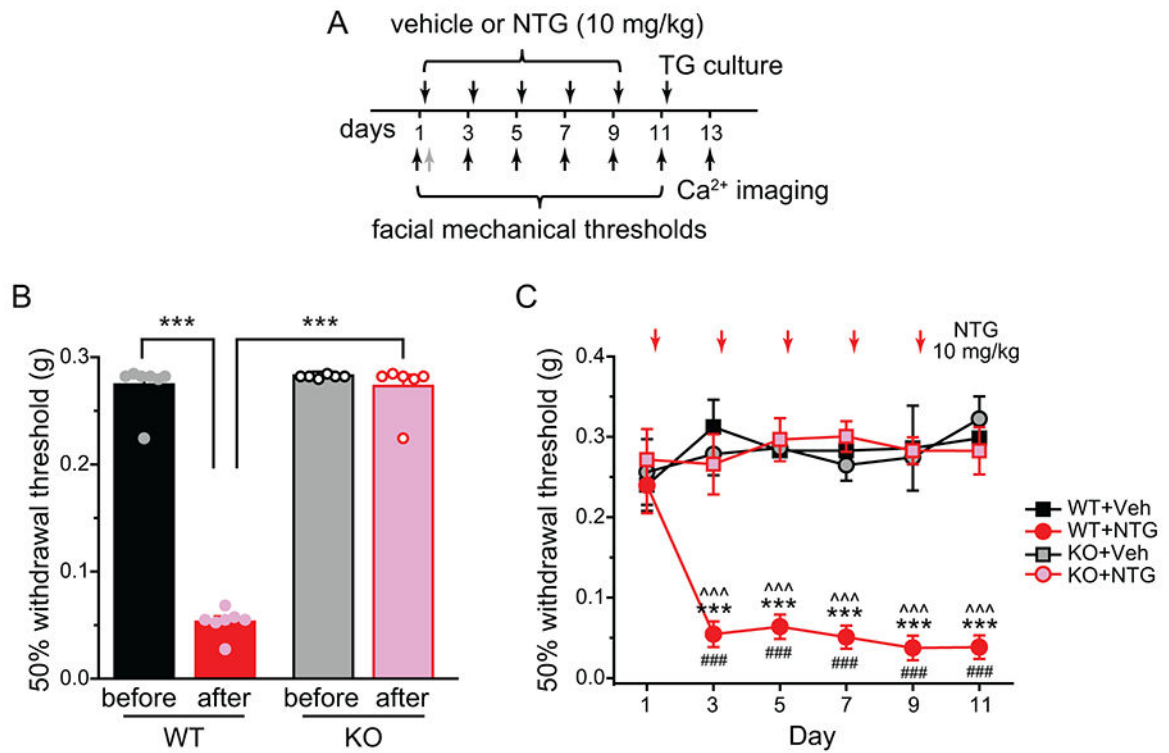 A
vehicle or NTG (10 mg/kg)
TG culture
days 1 3 5 7 9 11 13
Ca²⁺ imaging
facial mechanical thresholds
B
*** ***
50% withdrawal threshold (g)
0.3
0.2
0.1
0.0
before after before after
WT KO
C
NTG
10 mg/kg
50% withdrawal threshold (g)
0.4
0.3
0.2
0.1
0.0
^^^ ^^^ ^^^ ^^^ ^^^
*** *** *** *** ***
### ### ### ### ###
1 3 5 7 9 11
Day
WT+Veh
WT+NTG
KO+Veh
KO+NTG